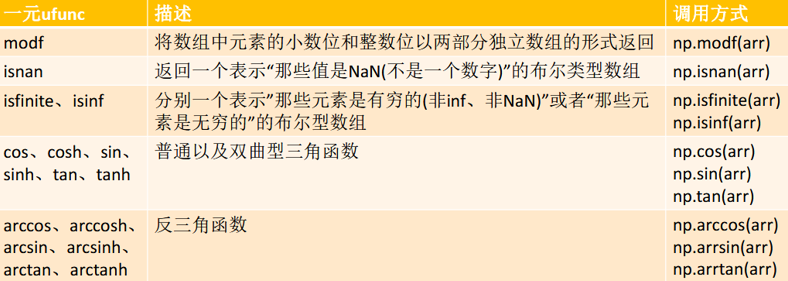 一元ufunc 描述 调用方式
modf 将数组中元素的小数位和整数位以两部分独立数组的形式返回 np.modf(arr)
isnan 返回一个表示“那些值是NaN(不是一个数字)”的布尔类型数组 np.isnan(arr)
isfinite、isinf 分别一个表示”那些元素是有穷的(非inf、非NaN)”或者“那些元 np.isfinite(arr)
素是无穷的”的布尔型数组 np.isinf(arr)
cos、cosh、sin、 普通以及双曲型三角函数 np.cos(arr)
sinh、tan、tanh np.sin(arr)
np.tan(arr)
arccos、arccosh、 反三角函数 np.arccos(arr)
arcsin、arcsinh、 np.arrsin(arr)
arctan、arctanh np.arrtan(arr)